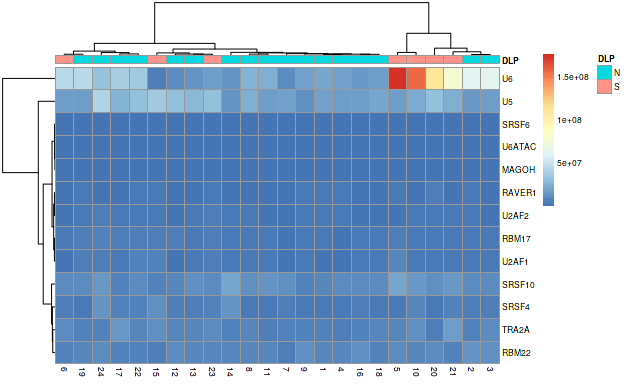 DLP
U6
U5
SRSF6
U6ATAC
MAGOH
RAVER1
U2AF2
RBM17
U2AF1
SRSF10
SRSF4
TRA2A
RBM22
6 19 24 17 22 15 12 13 23 14 8 11 7 9 1 4 16 18 5 10 20 21 2 3
1.5e+08
1e+08
5e+07
DLP
N
S